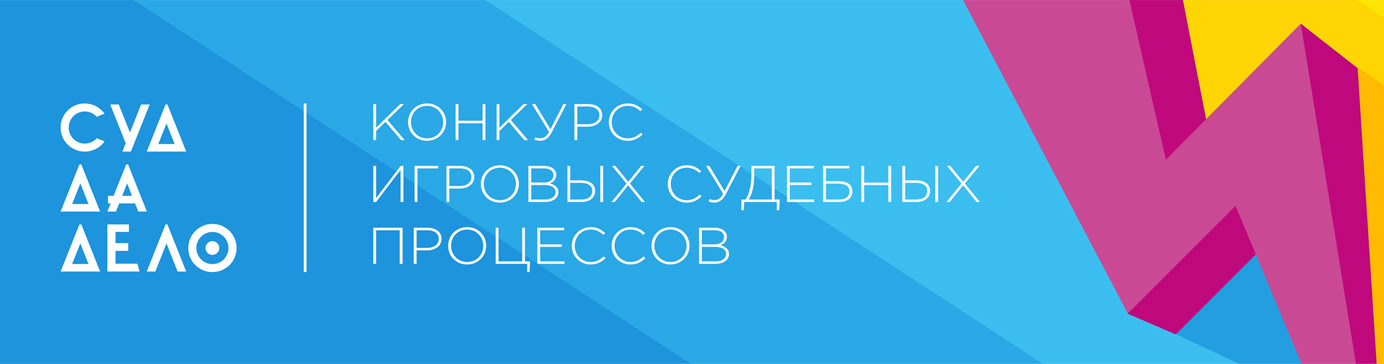 СУД
ДА
ДЕЛО
КОНКУРС
ИГРОВЫХ СУДЕБНЫХ
ПРОЦЕССОВ